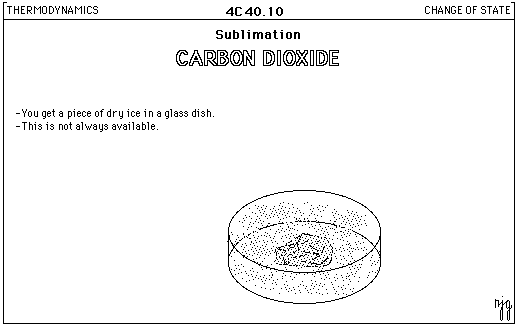 THERMODYNAMICS 4C40.10 CHANGE OF STATE
Sublimation
CARBON DIOXIDE
-You get a piece of dry ice in a glass dish.
-This is not always available.
njg